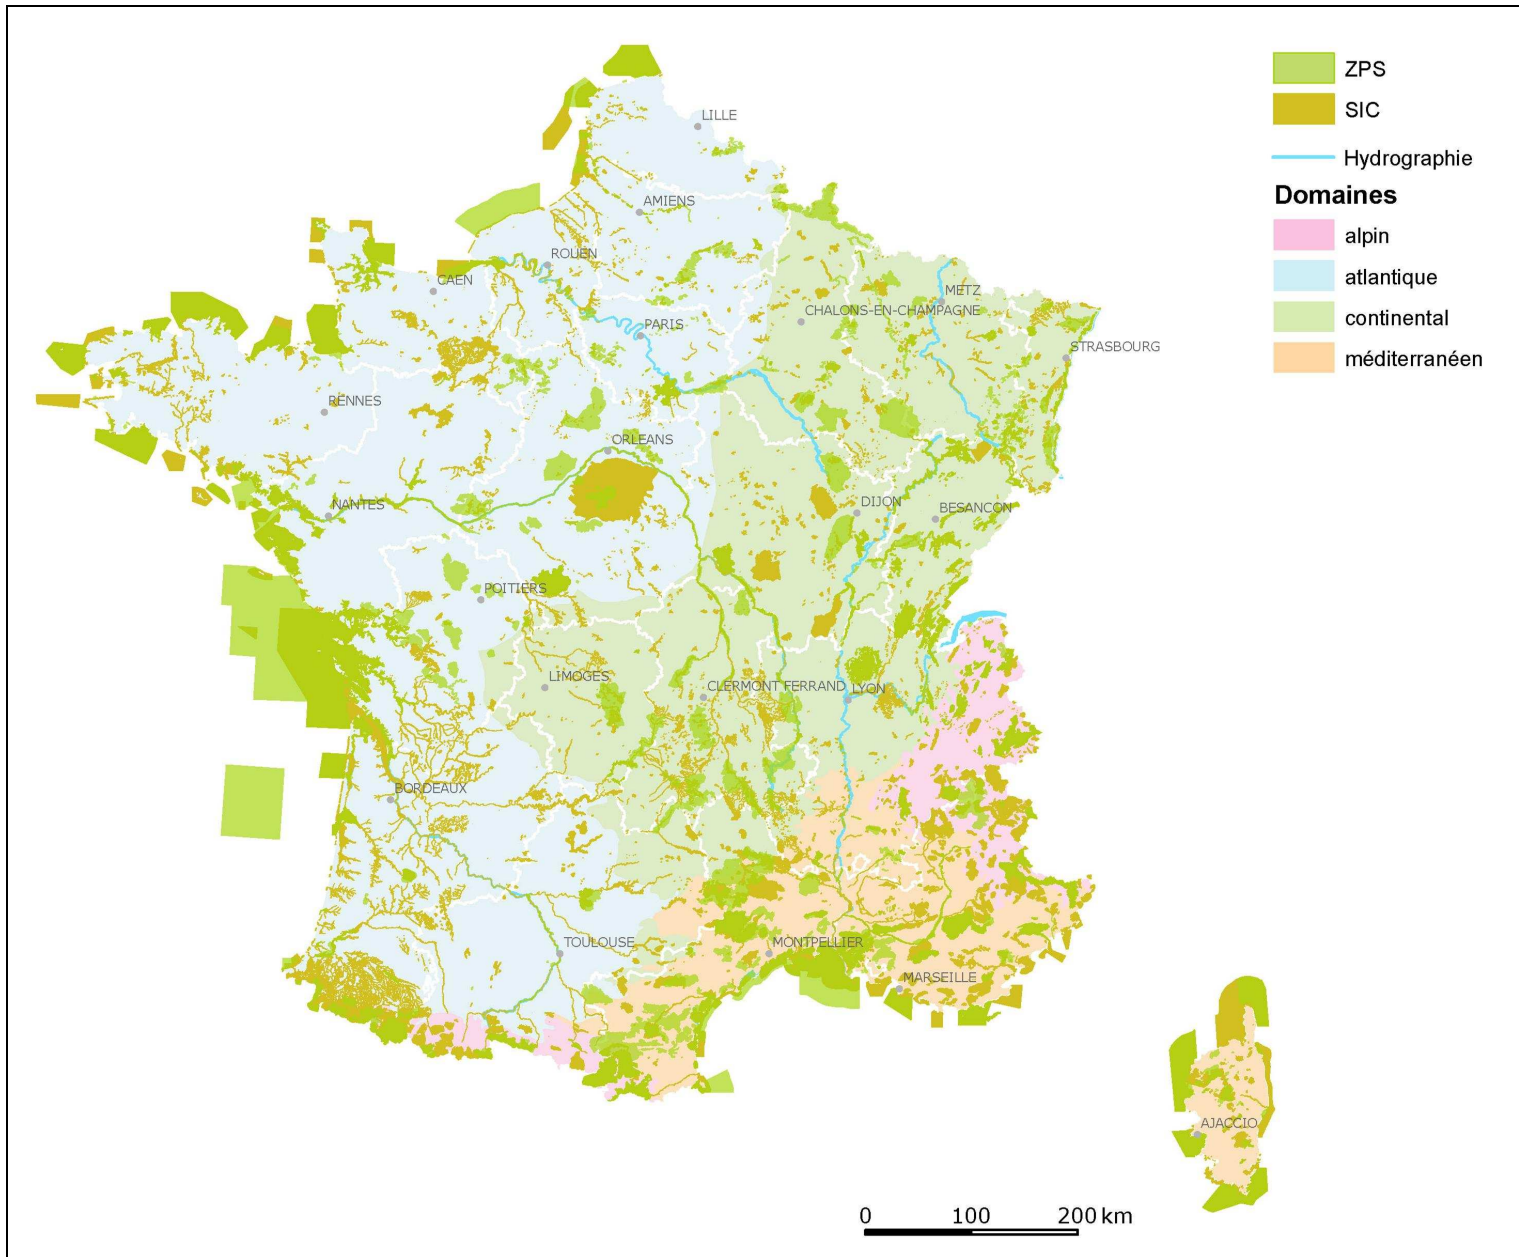 ZPS
SIC
Hydrographie
Domaines
alpin
atlantique
continental
méditerranéen
LILLE
AMIENS
ROUEN
CAEN
METZ
CHALONS-EN-CHAMPAGNE
PARIS
STRASBOURG
RENNES
ORLEANS
NANTES
DIJON
BESANCON
POITIERS
LIMOGES
CLERMONT FERRAND
LYON
BORDEAUX
TOULOUSE
MONTPELLIER
MARSEILLE
AJACCIO
0 100 200 km